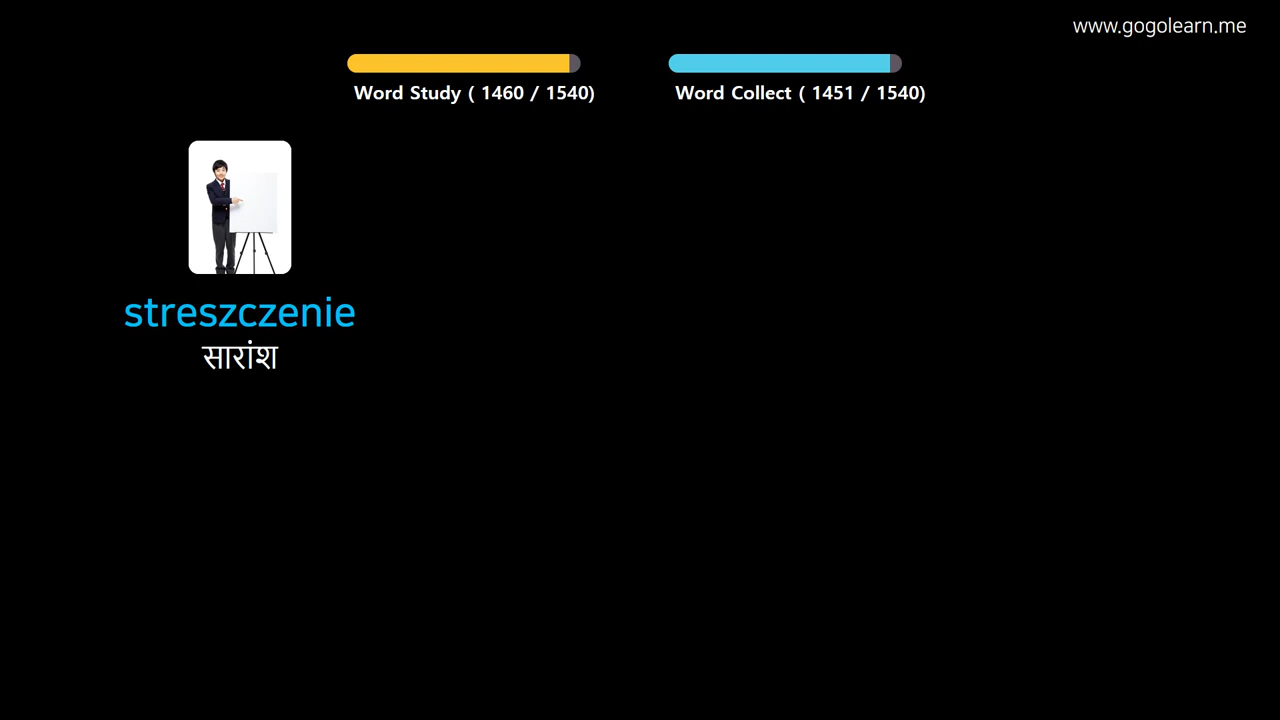 www.gogolearn.me
Word Study ( 1460 / 1540)
Word Collect ( 1451 / 1540)
streszczenie
सारांश